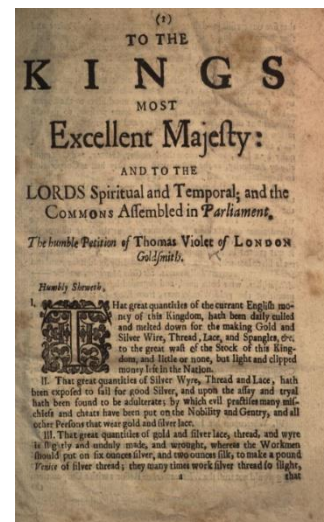 (1)
TO THE
KINGS
MOST
Excellent Majeſty:
AND TO THE
LORDS Spiritual and Temporal; and the
COMMONS Aſſembled in Parliament.
The humble Petition of Thomas Violet of LONDON
Goldſmith.
Humbly Sheweth,
I. THat great quantities of the currant Engliſh mo-
ney of this Kingdom, hath been daily culled
and melted down for the making Gold and
Silver Wire, Thread, Lace, and Spangles, &c.
to the great waſt of the Stock of this King-
dom, and little or none, but light and clipped
money left in the Nation.
II. That great quantities of Silver Wyre, Thread and Lace, hath
been expoſed to ſale for good Silver, and upon the aſſay and tryal
hath been found to be adulterate; by which evil practiſes many miſ-
chiefs and cheats have been put on the Nobility and Gentry, and all
other Perſons that wear gold and ſilver lace.
III. That great quantities of gold and ſilver lace, thread, and wyre
is ſlightly and unduly made, and wrought, wherein the Workmen
ſhould put on ſix ounces ſilver, and two ounces ſilk, to make a pound
Venice of ſilver thread; they many times work ſilver thread ſo ſlight,
a that